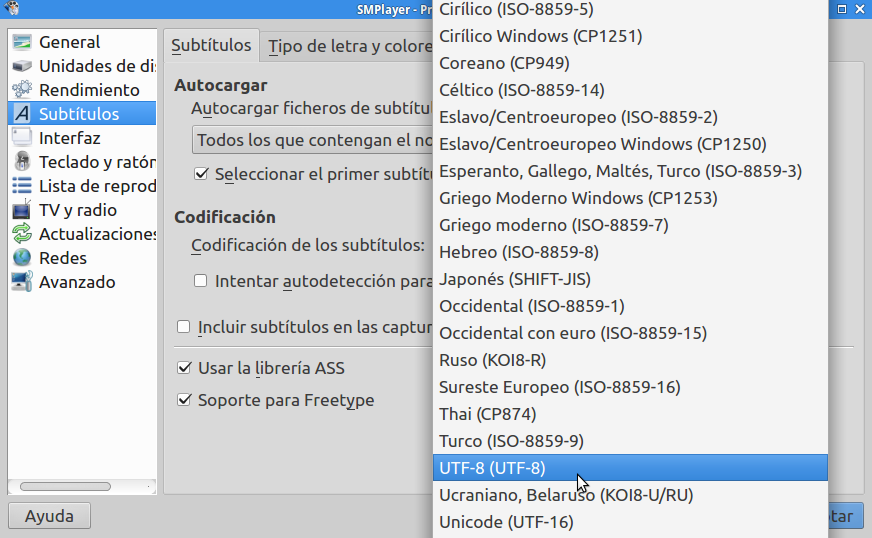 SMPlayer - Pr
General
Unidades de di
Rendimiento
Subtítulos
Interfaz
Teclado y ratón
Lista de reprod
TV y radio
Actualizaciones
Redes
Avanzado
Ayuda
Subtítulos
Tipo de letra y colore
Autocargar
Autocargar ficheros de subtítul
Todos los que contengan el no
Seleccionar el primer subtítu
Codificación
Codificación de los subtítulos:
Intentar autodetección para
Incluir subtítulos en las captur
Usar la librería ASS
Soporte para Freetype
Cirílico (ISO-8859-5)
Cirílico Windows (CP1251)
Coreano (CP949)
Céltico (ISO-8859-14)
Eslavo/Centroeuropeo (ISO-8859-2)
Eslavo/Centroeuropeo Windows (CP1250)
Esperanto, Gallego, Maltés, Turco (ISO-8859-3)
Griego Moderno Windows (CP1253)
Griego moderno (ISO-8859-7)
Hebreo (ISO-8859-8)
Japonés (SHIFT-JIS)
Occidental (ISO-8859-1)
Occidental con euro (ISO-8859-15)
Ruso (KOI8-R)
Sureste Europeo (ISO-8859-16)
Thai (CP874)
Turco (ISO-8859-9)
UTF-8 (UTF-8)
Ucraniano, Belaruso (KOI8-U/RU)
Unicode (UTF-16)
tar